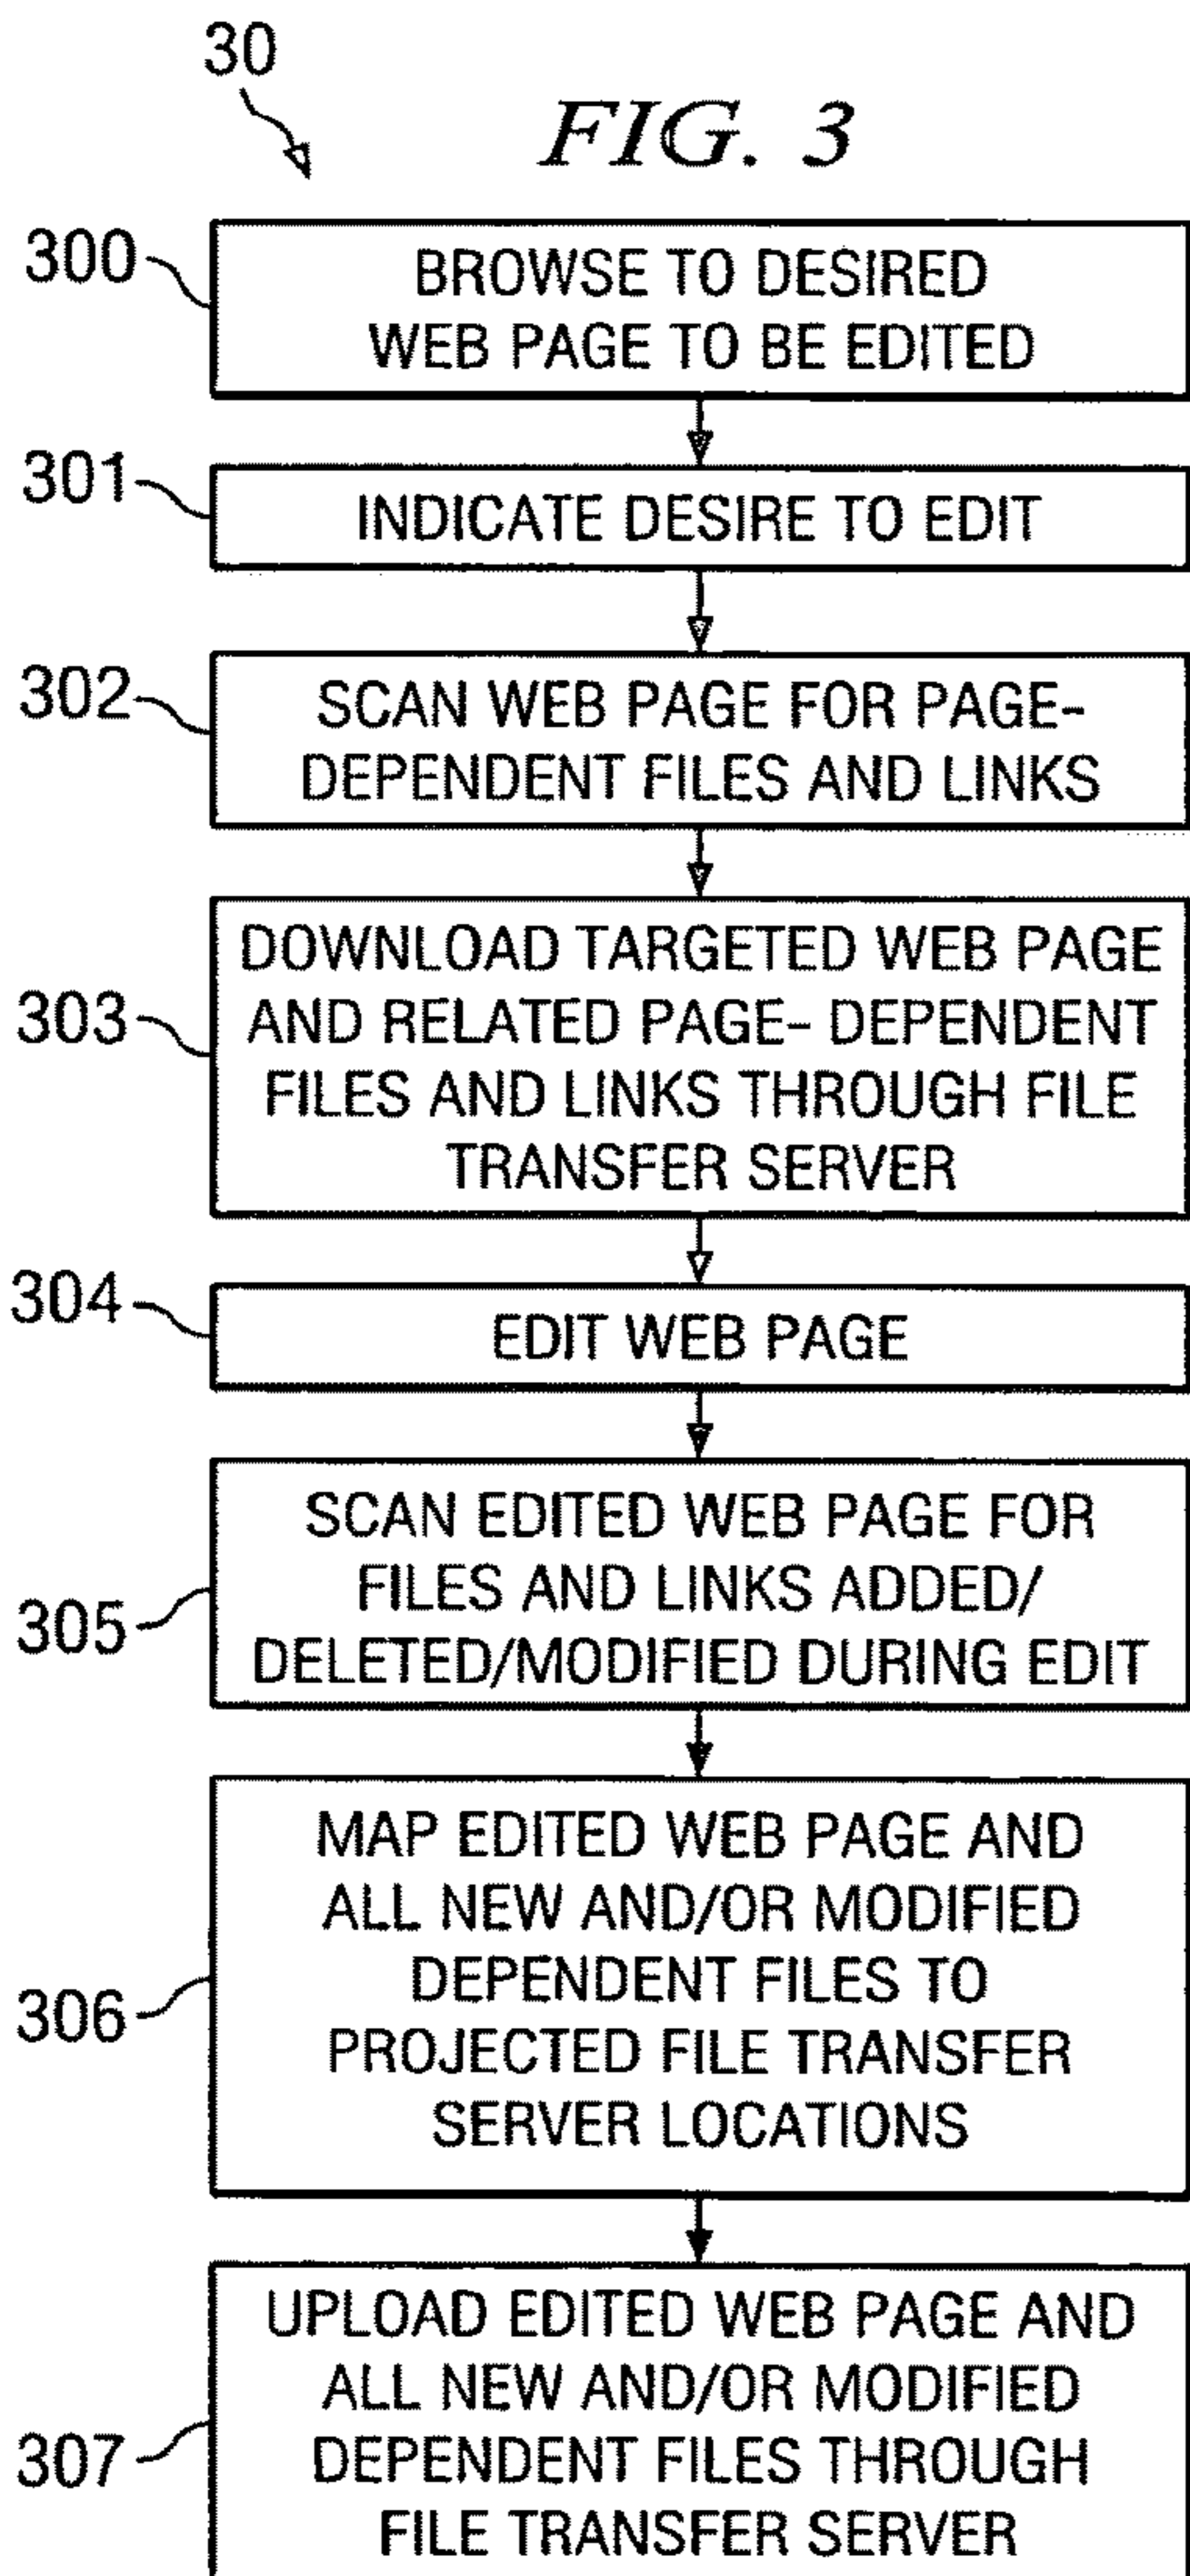 30
FIG. 3
300
BROWSE TO DESIRED
WEB PAGE TO BE EDITED
301
INDICATE DESIRE TO EDIT
302
SCAN WEB PAGE FOR PAGE-
DEPENDENT FILES AND LINKS
303
DOWNLOAD TARGETED WEB PAGE
AND RELATED PAGE- DEPENDENT
FILES AND LINKS THROUGH FILE
TRANSFER SERVER
304
EDIT WEB PAGE
305
SCAN EDITED WEB PAGE FOR
FILES AND LINKS ADDED/
DELETED/MODIFIED DURING EDIT
306
MAP EDITED WEB PAGE AND
ALL NEW AND/OR MODIFIED
DEPENDENT FILES TO
PROJECTED FILE TRANSFER
SERVER LOCATIONS
307
UPLOAD EDITED WEB PAGE AND
ALL NEW AND/OR MODIFIED
DEPENDENT FILES THROUGH
FILE TRANSFER SERVER